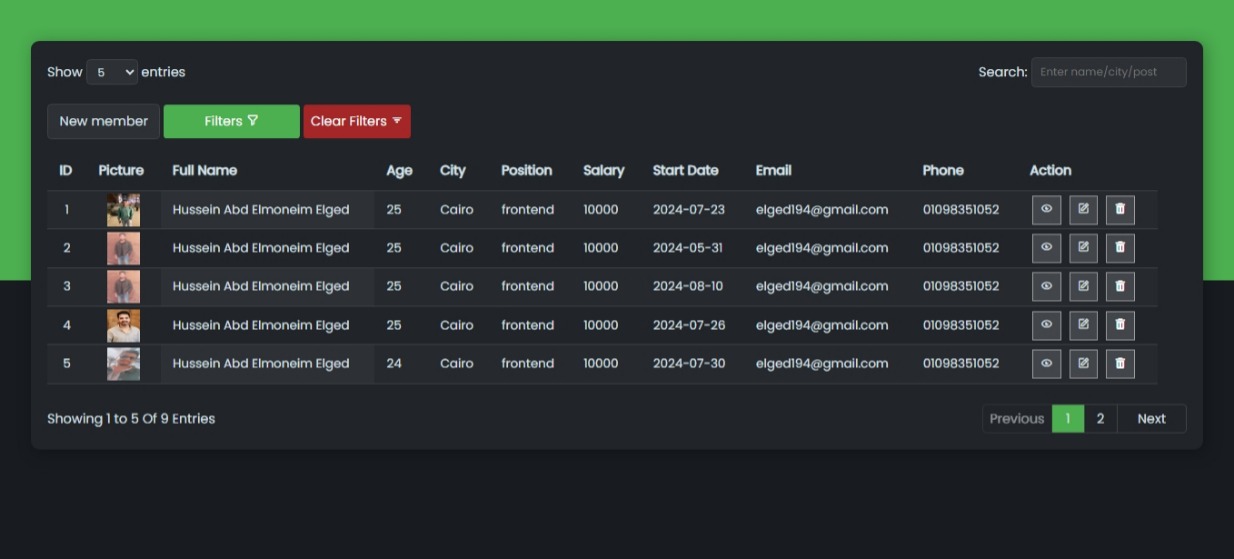 Show 5 entries Search: Enter name/city/post
New member Filters Clear Filters
ID Picture Full Name Age City Position Salary Start Date Email Phone Action
1 Hussein Abd Elmoneim Elged 25 Cairo frontend 10000 2024-07-23 elged194@gmail.com 01098351052
2 Hussein Abd Elmoneim Elged 25 Cairo frontend 10000 2024-05-31 elged194@gmail.com 01098351052
3 Hussein Abd Elmoneim Elged 25 Cairo frontend 10000 2024-08-10 elged194@gmail.com 01098351052
4 Hussein Abd Elmoneim Elged 25 Cairo frontend 10000 2024-07-26 elged194@gmail.com 01098351052
5 Hussein Abd Elmoneim Elged 24 Cairo frontend 10000 2024-07-30 elged194@gmail.com 01098351052
Showing 1 to 5 Of 9 Entries Previous 1 2 Next